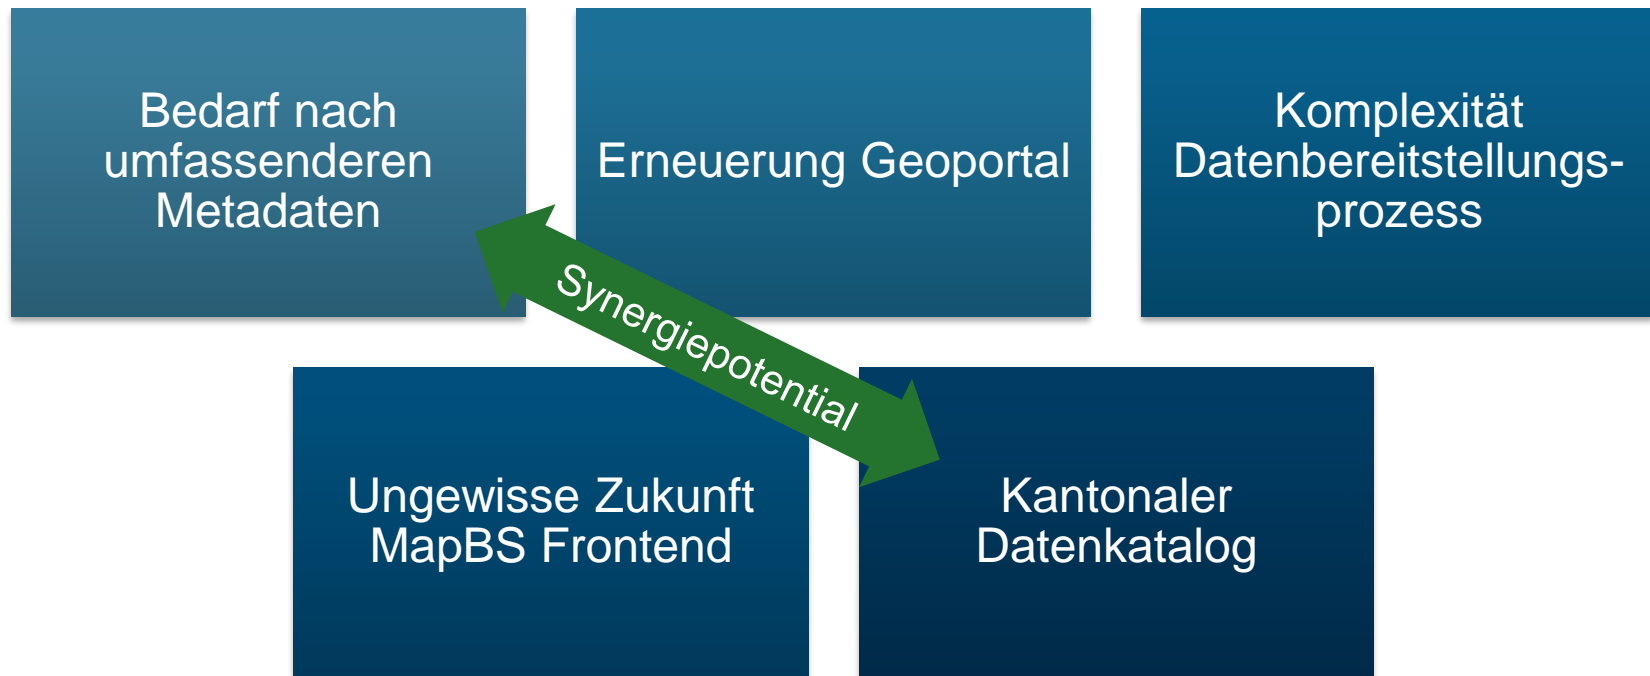 Bedarf nach
umfassenderen
Metadaten
Erneuerung Geoportal
Komplexität
Datenbereitstellungs-
prozess
Synergiepotential
Ungewisse Zukunft
MapBS Frontend
Kantonaler
Datenkatalog